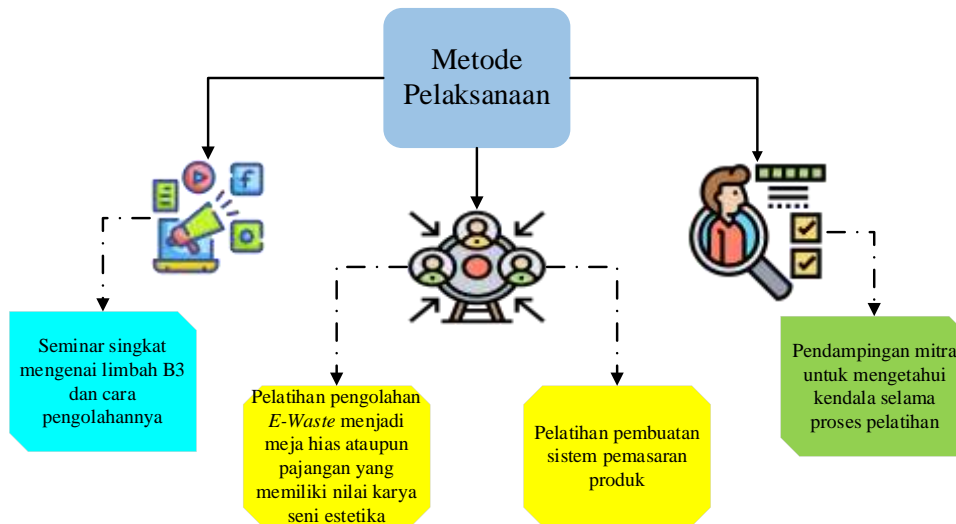 Metode
Pelaksanaan
Seminar singkat
mengenai limbah B3
dan cara
pengolahannya
Pelatihan pengolahan
E-Waste menjadi
meja hias ataupun
pajangan yang
memiliki nilai karya
seni estetika
Pelatihan pembuatan
sistem pemasaran
produk
Pendampingan mitra
untuk mengetahui
kendala selama
proses pelatihan